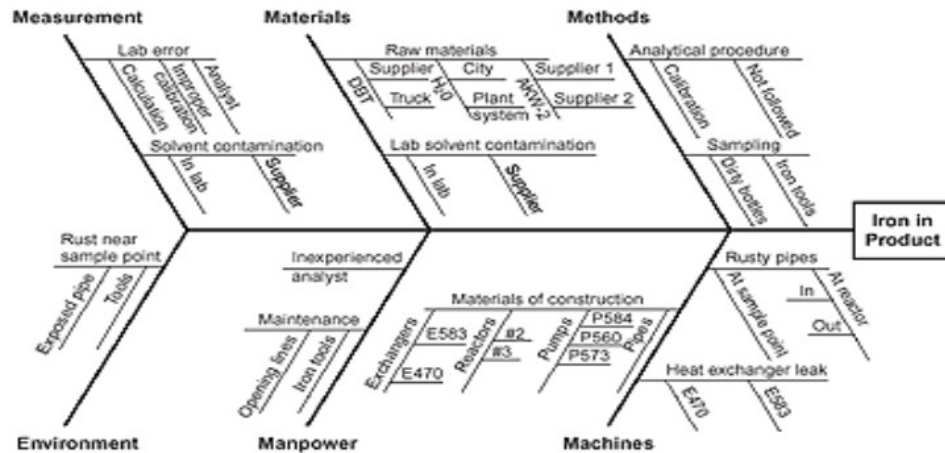 Measurement
Materials
Methods
Lab error
Calculation
Improper
calibration
Analyst
Solvent contamination
In lab
Supplier
Raw materials
DBT
Supplier
Truck
H20
City
Plant
system
AKW-2
Supplier 1
Supplier 2
Lab solvent contamination
In lab
Supplier
Analytical procedure
Calibration
Not followed
Sampling
Dirty bottles
Iron tools
Iron in
Product
Rust near
sample point
Exposed pipe
Tools
Inexperienced
analyst
Maintenance
Opening lines
Iron tools
Materials of construction
Exchangers
E583
E470
Reactors
#2
#3
Pumps
P584
P560
P573
Pipes
Rusty pipes
At sample point
At reactor
In
Out
Heat exchanger leak
E470
E583
Environment
Manpower
Machines